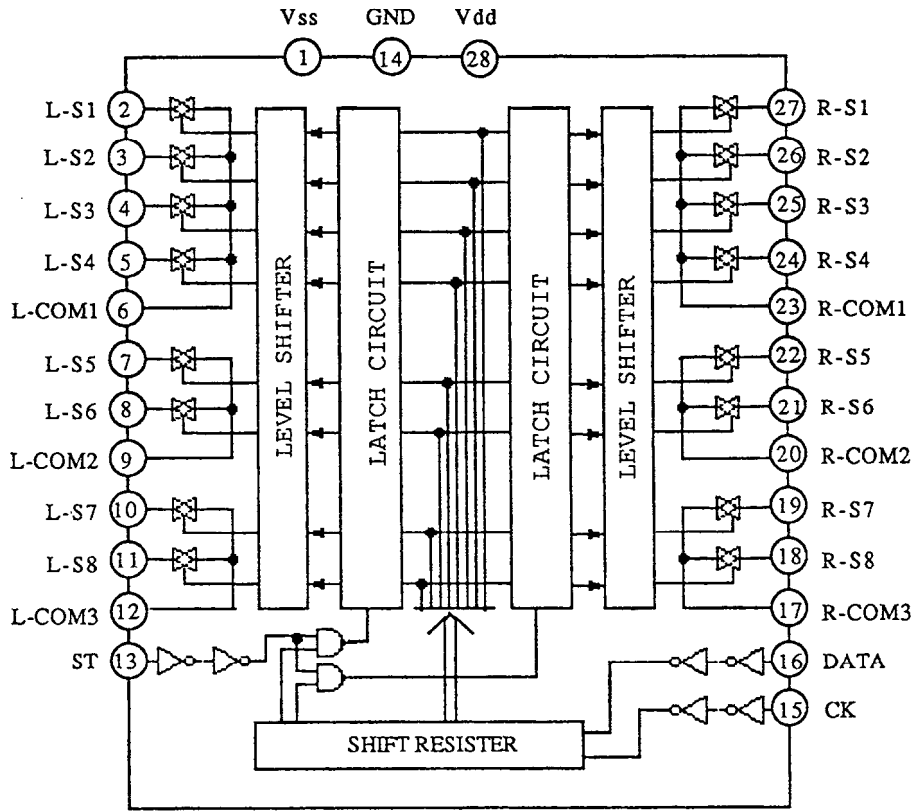 Vss GND Vdd
1 14 28
L-S1 2 27 R-S1
L-S2 3 26 R-S2
L-S3 4 25 R-S3
L-S4 5 24 R-S4
L-COM1 6 23 R-COM1
L-S5 7 22 R-S5
L-S6 8 21 R-S6
L-COM2 9 20 R-COM2
L-S7 10 19 R-S7
L-S8 11 18 R-S8
L-COM3 12 17 R-COM3
LEVEL SHIFTER
LATCH CIRCUIT
LATCH CIRCUIT
LEVEL SHIFTER
ST 13 16 DATA
15 CK
SHIFT RESISTER